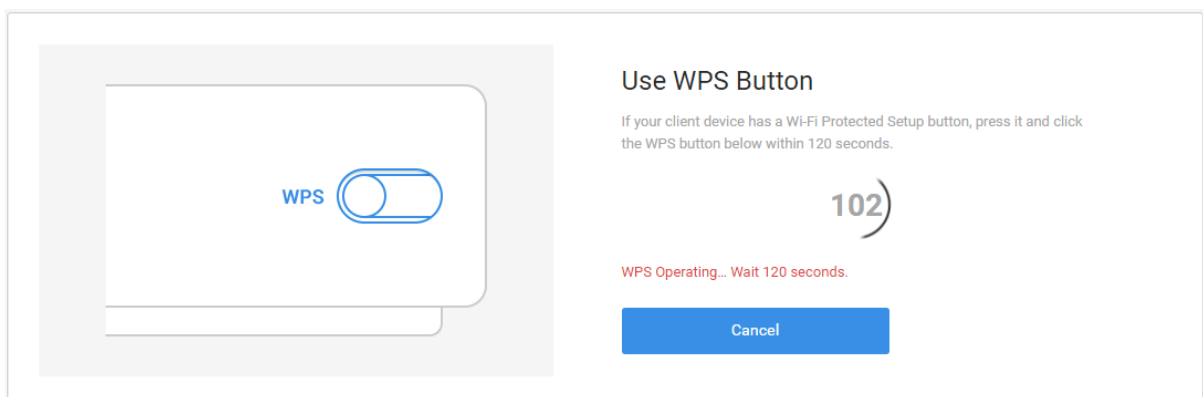 WPS
Use WPS Button
If your client device has a Wi-Fi Protected Setup button, press it and click
the WPS button below within 120 seconds.
102
WPS Operating... Wait 120 seconds.
Cancel